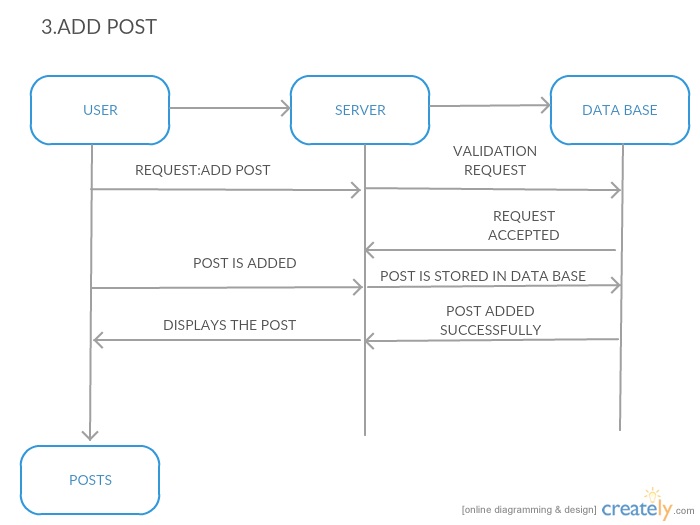 3.ADD POST
USER
SERVER
DATA BASE
REQUEST:ADD POST
VALIDATION
REQUEST
REQUEST
ACCEPTED
POST IS ADDED
POST IS STORED IN DATA BASE
DISPLAYS THE POST
POST ADDED
SUCCESSFULLY
POSTS
[online diagramming & design] creately.com